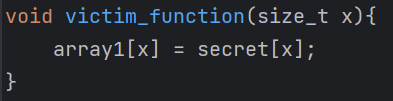 void victim_function(size_t x){
    array1[x] = secret[x];
}